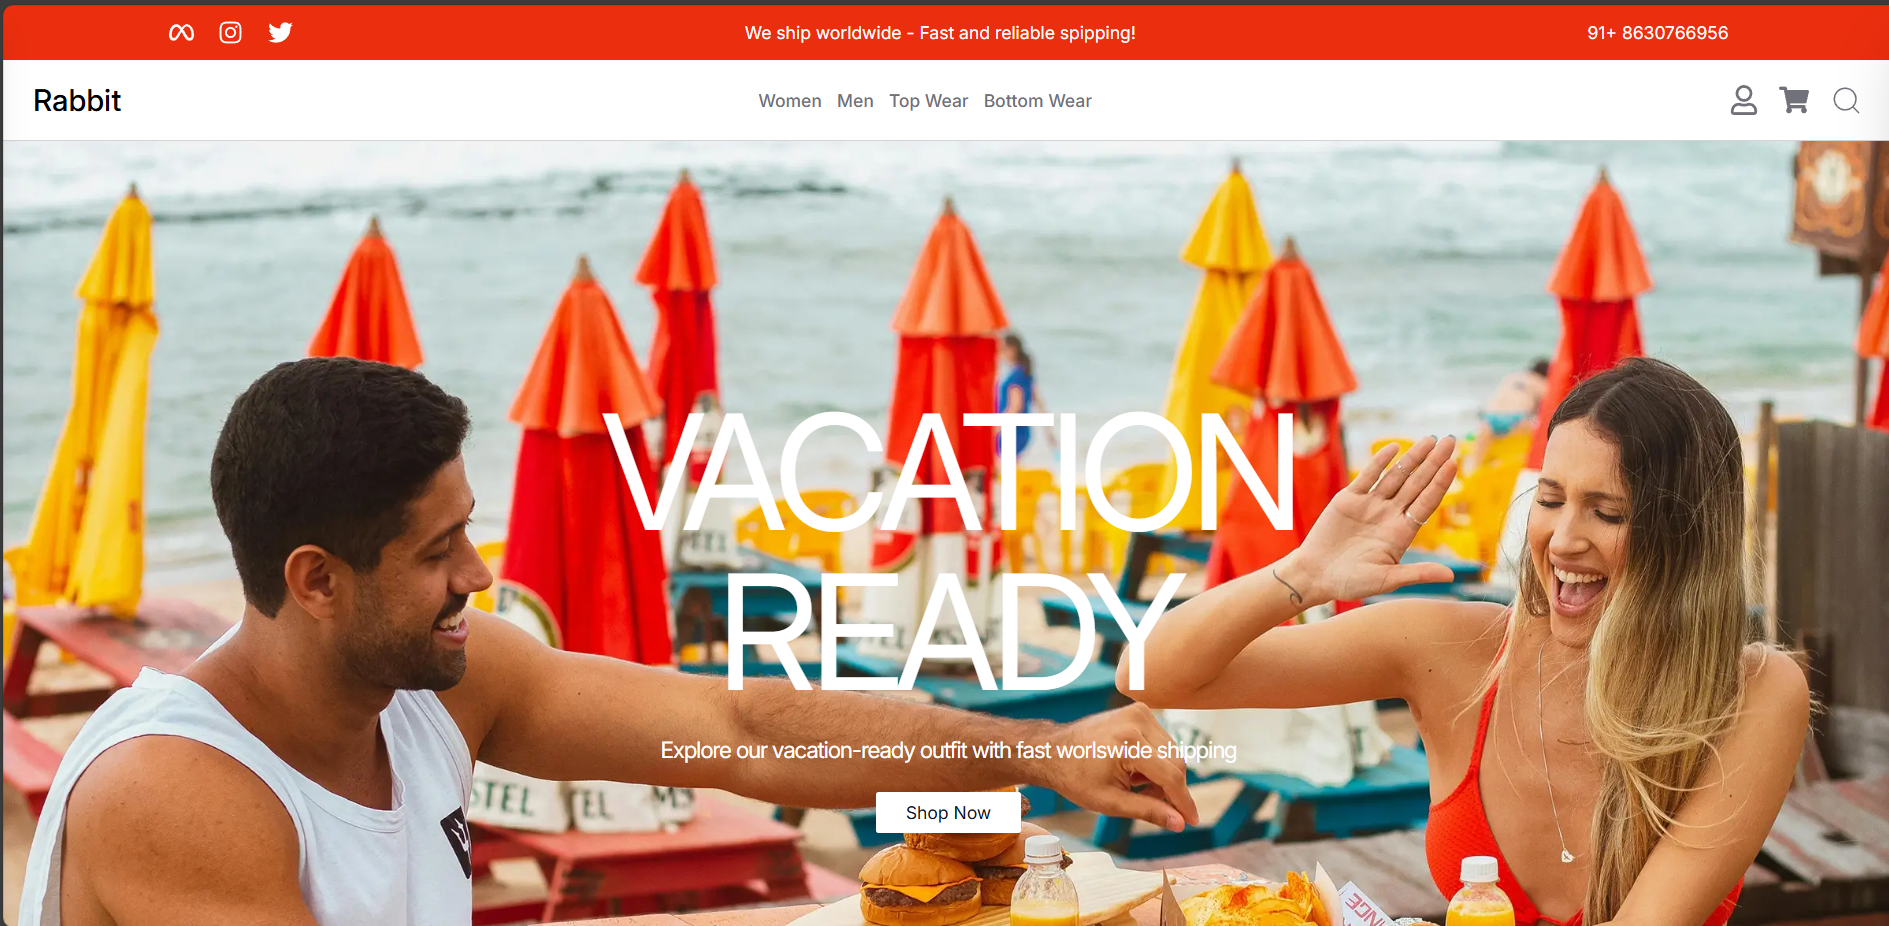 We ship worldwide - Fast and reliable spipping!
91+ 8630766956
Rabbit
Women Men Top Wear Bottom Wear
VACATION
READY
Explore our vacation-ready outfit with fast worlswide shipping
Shop Now